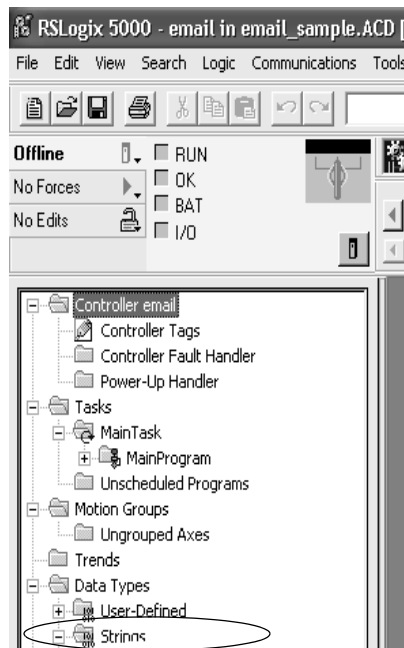 RSLogix 5000 - email in email_sample.ACD [
File Edit View Search Logic Communications Tools
Offline
RUN
No Forces
OK
BAT
No Edits
I/O
Controller email
Controller Tags
Controller Fault Handler
Power-Up Handler
Tasks
MainTask
MainProgram
Unscheduled Programs
Motion Groups
Ungrouped Axes
Trends
Data Types
User-Defined
Strings